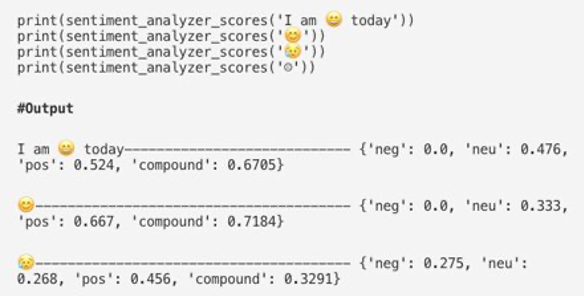 print(sentiment_analyzer_scores('I am 😀 today'))
print(sentiment_analyzer_scores('😊'))
print(sentiment_analyzer_scores('😥'))
print(sentiment_analyzer_scores('☹'))
#Output
I am 😀 today---------------------------- {'neg': 0.0, 'neu': 0.476,
'pos': 0.524, 'compound': 0.6705}
😊--------------------------------------- {'neg': 0.0, 'neu': 0.333,
'pos': 0.667, 'compound': 0.7184}
😥--------------------------------------- {'neg': 0.275, 'neu':
0.268, 'pos': 0.456, 'compound': 0.3291}